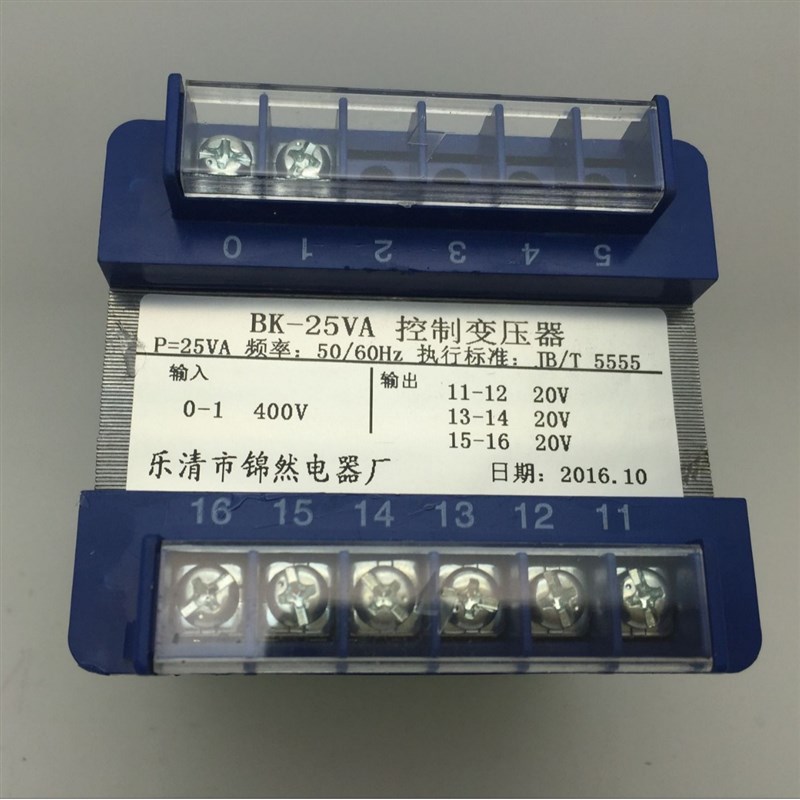 0 1 2 3 4 5
BK-25VA 控制变压器
P=25VA 频率：50/60Hz 执行标准：JB/T 5555
输入
0-1 400V
输出
11-12 20V
13-14 20V
15-16 20V
乐清市锦然电器厂 日期：2016.10
16 15 14 13 12 11